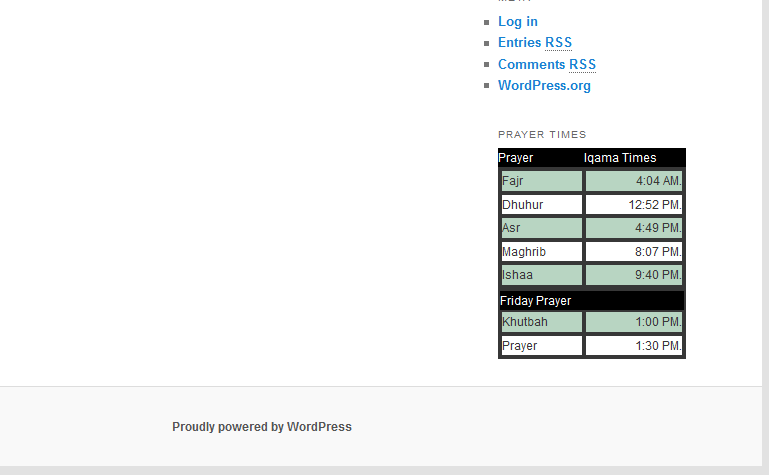 Log in
Entries RSS
Comments RSS
WordPress.org
PRAYER TIMES
Prayer Iqama Times
Fajr 4:04 AM.
Dhuhur 12:52 PM.
Asr 4:49 PM.
Maghrib 8:07 PM.
Ishaa 9:40 PM.
Friday Prayer
Khutbah 1:00 PM.
Prayer 1:30 PM.
Proudly powered by WordPress